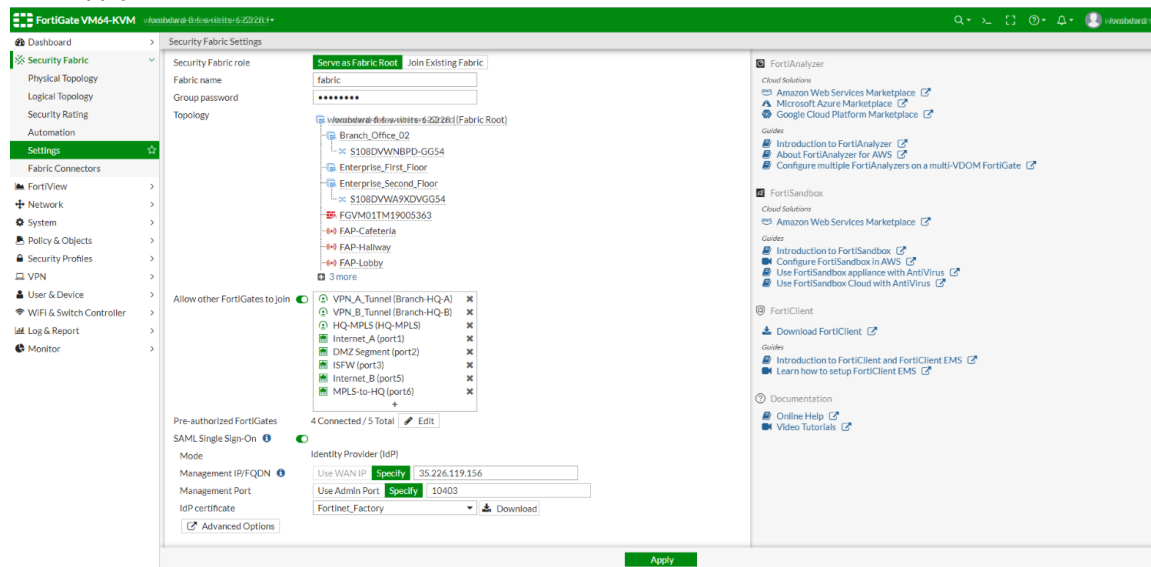 FortiGate VM64-KVM
Dashboard
Security Fabric
Physical Topology
Logical Topology
Security Rating
Automation
Settings
Fabric Connectors
FortiView
Network
System
Policy & Objects
Security Profiles
VPN
User & Device
WiFi & Switch Controller
Log & Report
Monitor
Security Fabric Settings
Security Fabric role Serve as Fabric Root Join Existing Fabric
Fabric name fabric
Group password ••••••••
Topology
(Fabric Root)
Branch_Office_02
S108DVWNBPD-GG54
Enterprise_First_Floor
Enterprise_Second_Floor
S108DVWA9XDVGG54
FGVM01TM19005363
FAP-Cafeteria
FAP-Hallway
FAP-Lobby
3 more
Allow other FortiGates to join
VPN_A_Tunnel (Branch-HQ-A)
VPN_B_Tunnel (Branch-HQ-B)
HQ-MPLS (HQ-MPLS)
Internet_A (port1)
DMZ Segment (port2)
ISFW (port3)
Internet_B (port5)
MPLS-to-HQ (port6)
+
Pre-authorized FortiGates 4 Connected / 5 Total Edit
SAML Single Sign-On
Mode Identity Provider (IdP)
Management IP/FQDN Use WAN IP Specify 35.226.119.156
Management Port Use Admin Port Specify 10403
IdP certificate Fortinet_Factory Download
Advanced Options
FortiAnalyzer
Cloud Solutions
Amazon Web Services Marketplace
Microsoft Azure Marketplace
Google Cloud Platform Marketplace
Guides
Introduction to FortiAnalyzer
About FortiAnalyzer for AWS
Configure multiple FortiAnalyzers on a multi-VDOM FortiGate
FortiSandbox
Cloud Solutions
Amazon Web Services Marketplace
Guides
Introduction to FortiSandbox
Configure FortiSandbox in AWS
Use FortiSandbox appliance with AntiVirus
Use FortiSandbox Cloud with AntiVirus
FortiClient
Download FortiClient
Guides
Introduction to FortiClient and FortiClient EMS
Learn how to setup FortiClient EMS
Documentation
Online Help
Video Tutorials
Apply